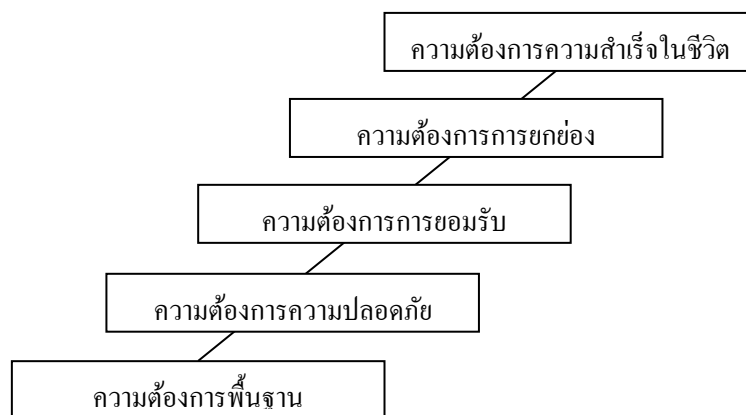 ความต้องการความสำเร็จในชีวิต
ความต้องการการยกย่อง
ความต้องการการยอมรับ
ความต้องการความปลอดภัย
ความต้องการพื้นฐาน